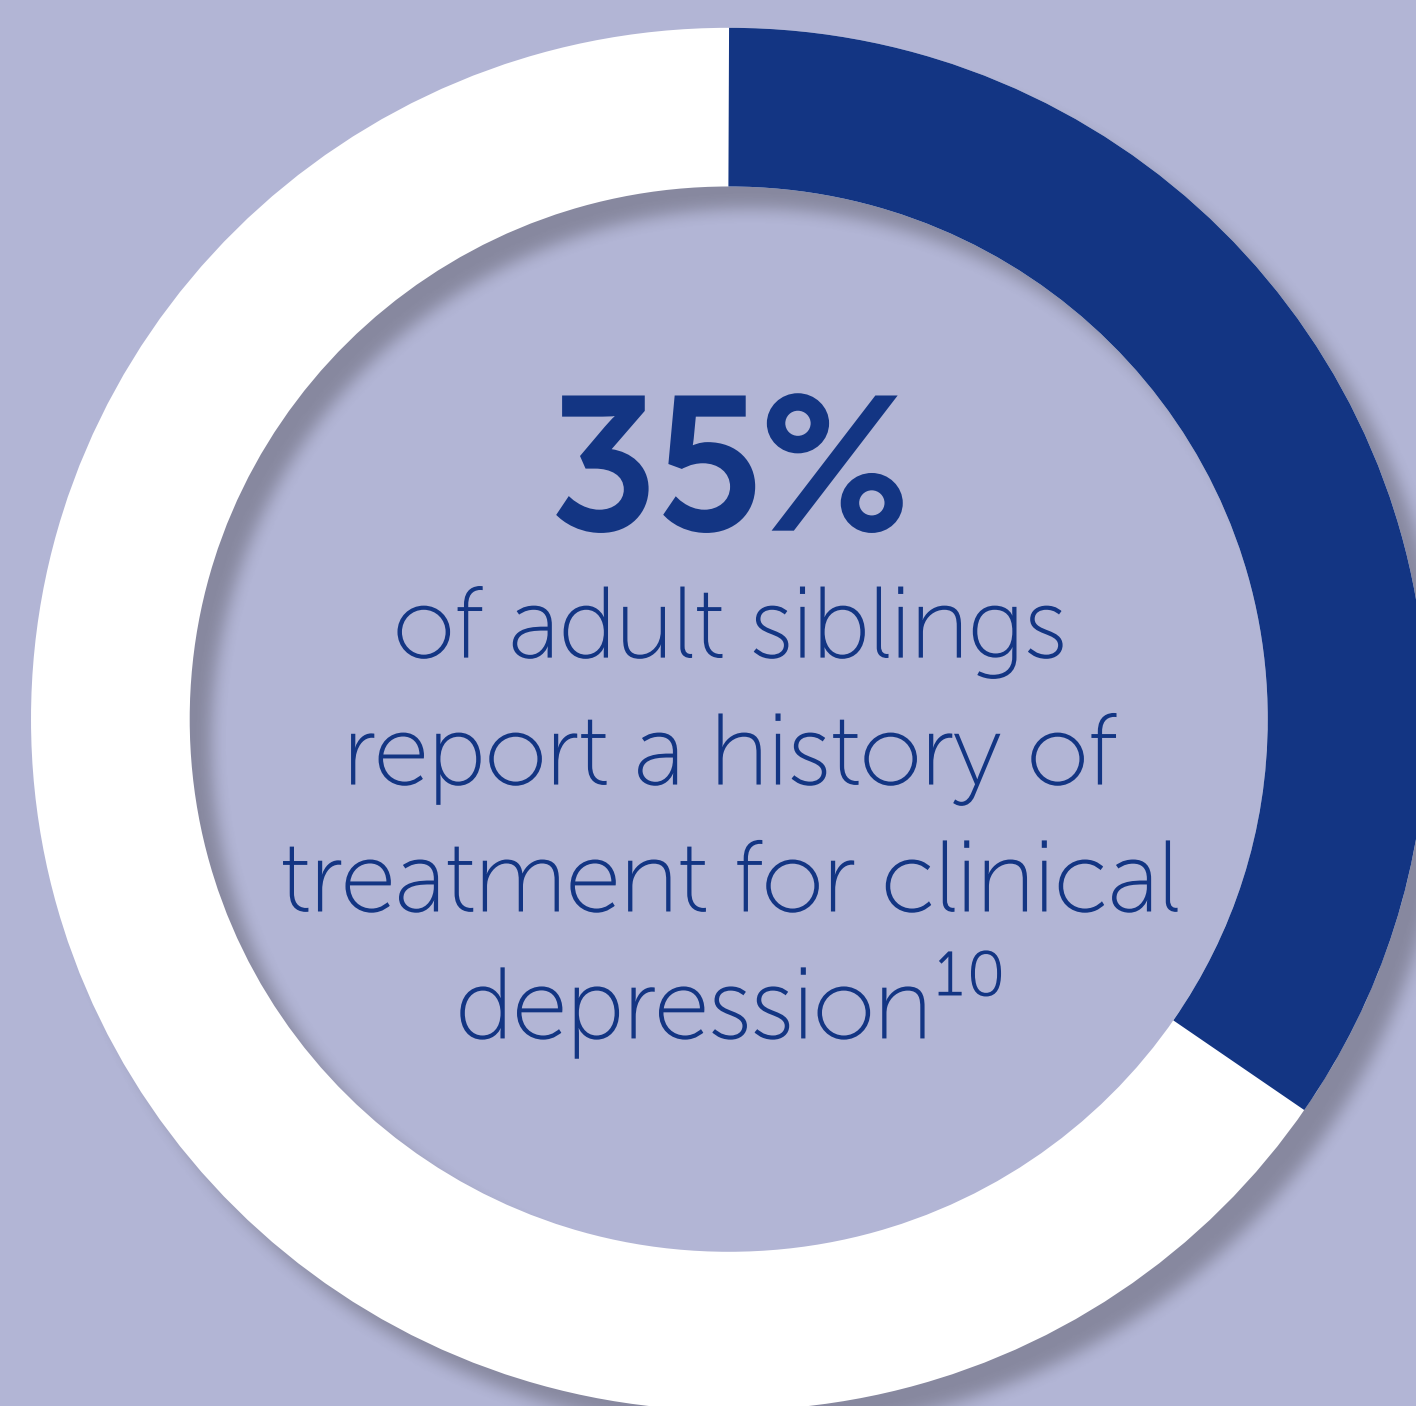 35%
of adult siblings
report a history of
treatment for clinical
depression10